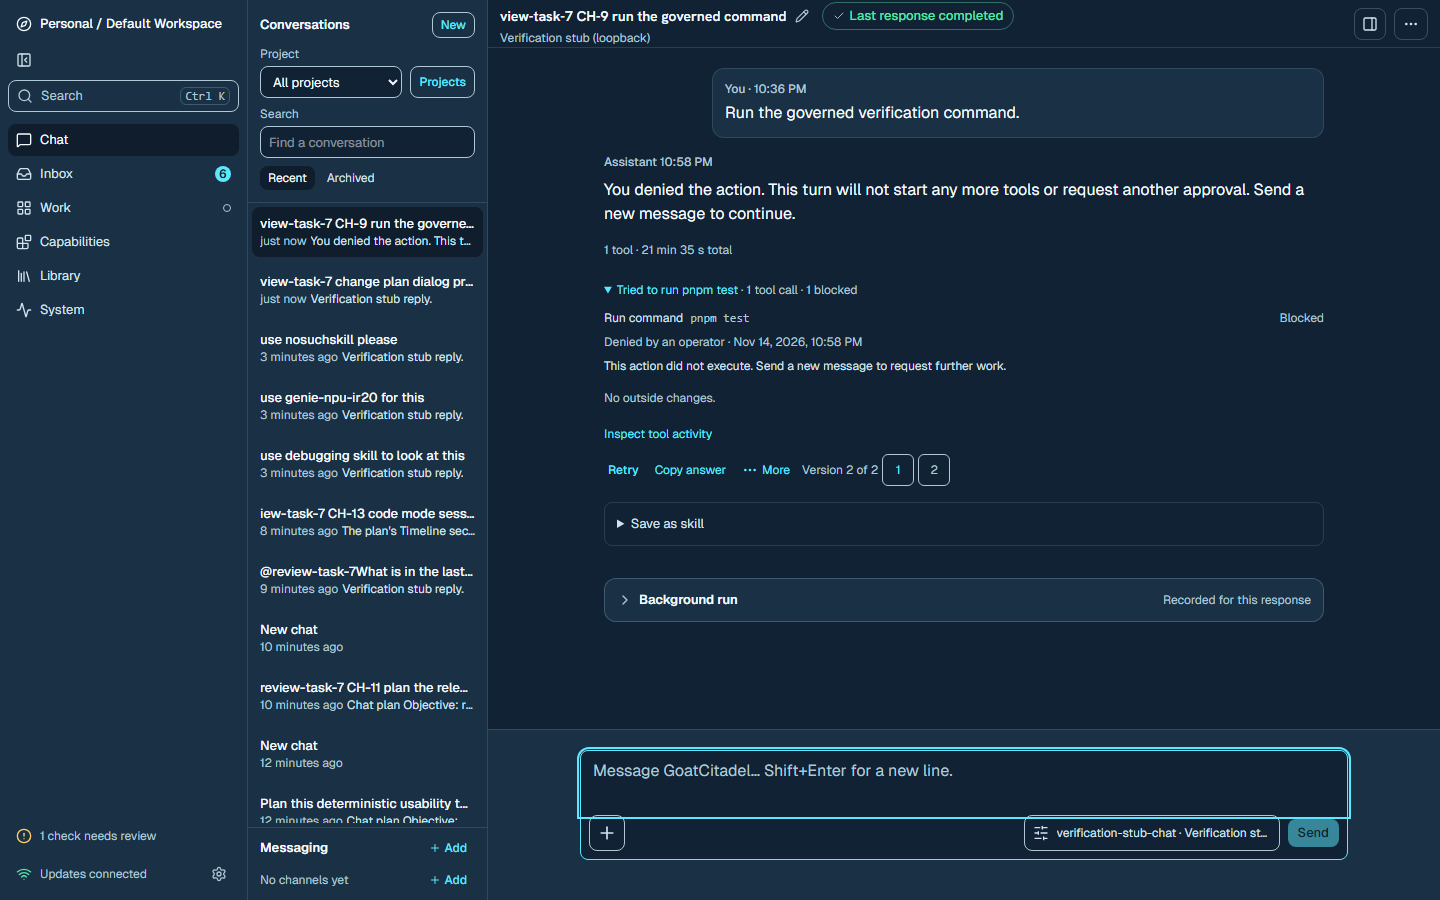 Personal / Default Workspace
Search
Ctrl K
Chat
Inbox
6
Work
Capabilities
Library
System
1 check needs review
Updates connected
Conversations
New
Project
All projects
Projects
Search
Find a conversation
Recent
Archived
view-task-7 CH-9 run the governe...
just now You denied the action. This t...
view-task-7 change plan dialog pr...
just now Verification stub reply.
use nosuchskill please
3 minutes ago Verification stub reply.
use genie-npu-ir20 for this
3 minutes ago Verification stub reply.
use debugging skill to look at this
3 minutes ago Verification stub reply.
iew-task-7 CH-13 code mode sess...
8 minutes ago The plan's Timeline sec...
@review-task-7What is in the last...
9 minutes ago Verification stub reply.
New chat
10 minutes ago
review-task-7 CH-11 plan the rele...
10 minutes ago Chat plan Objective: r...
New chat
12 minutes ago
Plan this deterministic usability t...
12 minutes ago Chat plan Objective:
Messaging
+ Add
No channels yet
+ Add
view-task-7 CH-9 run the governed command
Last response completed
Verification stub (loopback)
You · 10:36 PM
Run the governed verification command.
Assistant 10:58 PM
You denied the action. This turn will not start any more tools or request another approval. Send a
new message to continue.
1 tool · 21 min 35 s total
Tried to run pnpm test · 1 tool call · 1 blocked
Run command pnpm test
Blocked
Denied by an operator · Nov 14, 2026, 10:58 PM
This action did not execute. Send a new message to request further work.
No outside changes.
Inspect tool activity
Retry
Copy answer
More
Version 2 of 2
1
2
Save as skill
Background run
Recorded for this response
Message GoatCitadel... Shift+Enter for a new line.
verification-stub-chat · Verification st...
Send